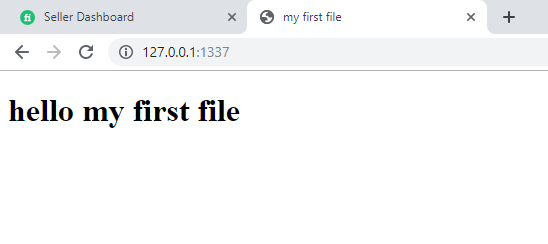 fi Seller Dashboard
my first file
127.0.0.1:1337
hello my first file